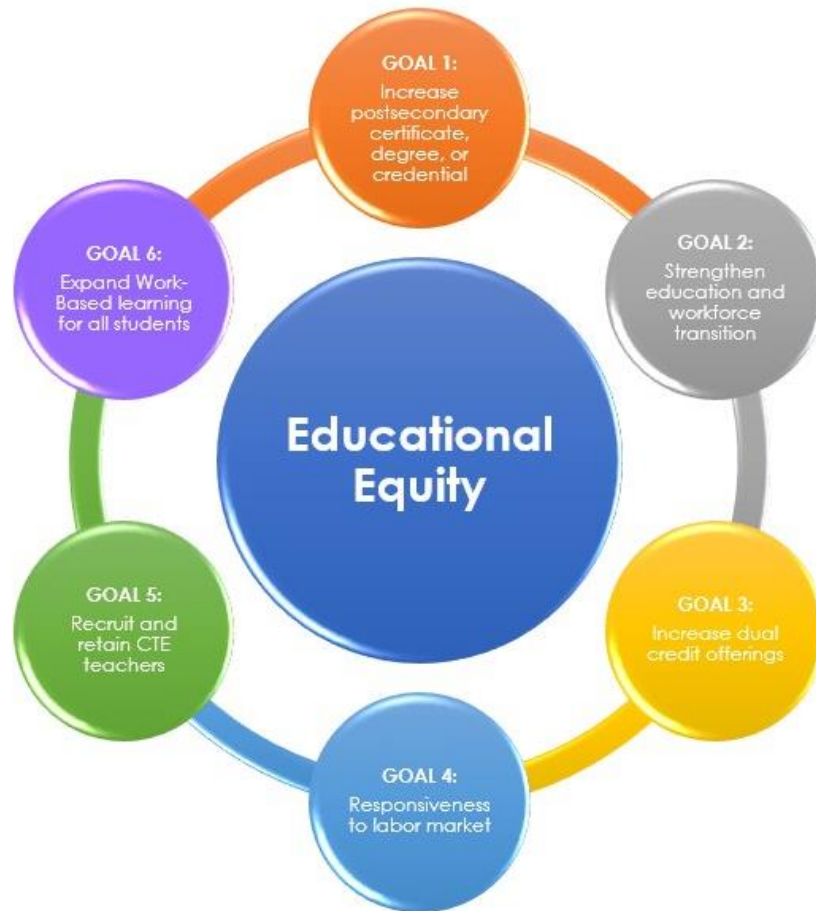 GOAL 1:
Increase
postsecondary
certificate,
degree, or
credential
GOAL 2:
Strengthen
education and
workforce
transition
GOAL 3:
Increase dual
credit offerings
GOAL 4:
Responsiveness
to labor market
GOAL 5:
Recruit and
retain CTE
teachers
GOAL 6:
Expand Work-
Based learning
for all students
Educational
Equity